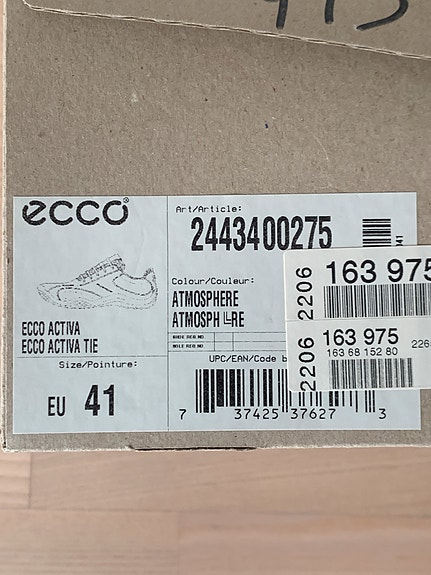 ecco
Art/Article:
2443400275
Colour/Couleur:
ATMOSPHERE
ATMOSPH
RE
ECCO ACTIVA
ECCO ACTIVA TIE
Size/Pointure:
EU 41
UPC/EAN/Code b
7 37425 37627 3
2206 163 975
2206 163 975
163 68 152 80